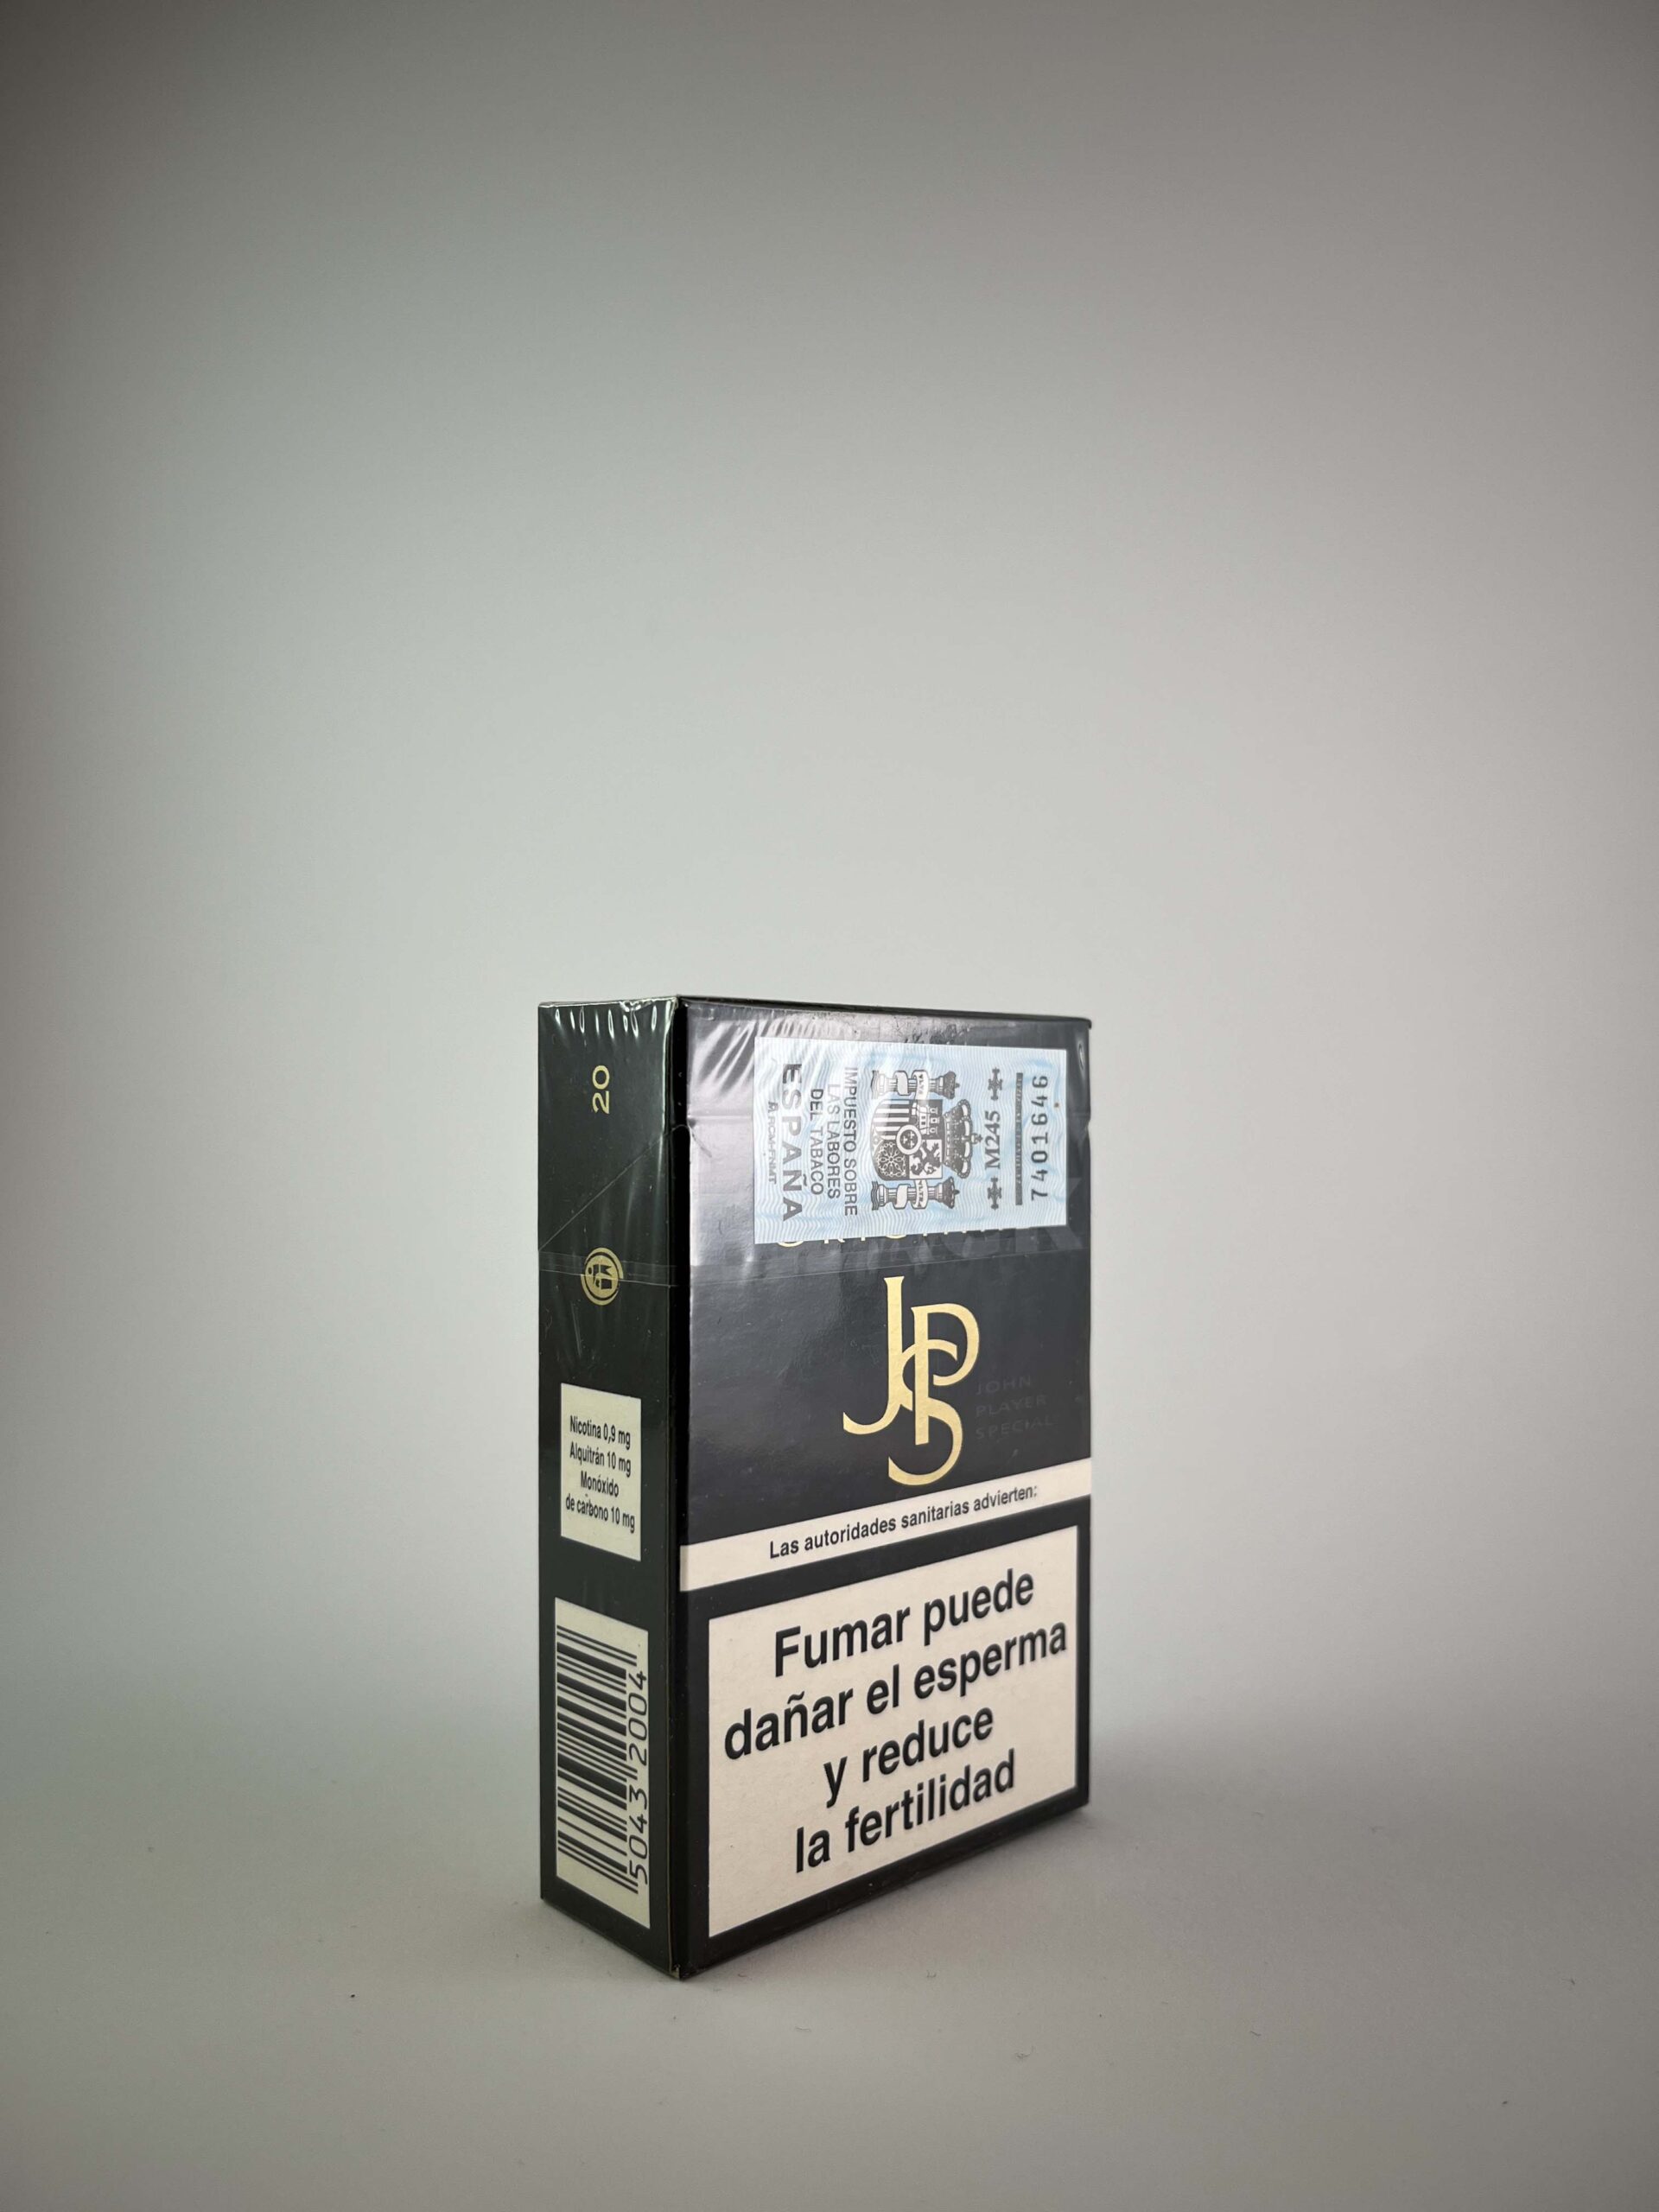 20
Nicotina 0,9 mg
Alquitrán 10 mg
Monóxido
de carbono 10 mg
50432004
ESPAÑA
IMPUESTO SOBRE
LAS LABORES
DEL TABACO
M245
7401646
JPS
JOHN
PLAYER
SPECIAL
Las autoridades sanitarias advierten:
Fumar puede
dañar el esperma
y reduce
la fertilidad